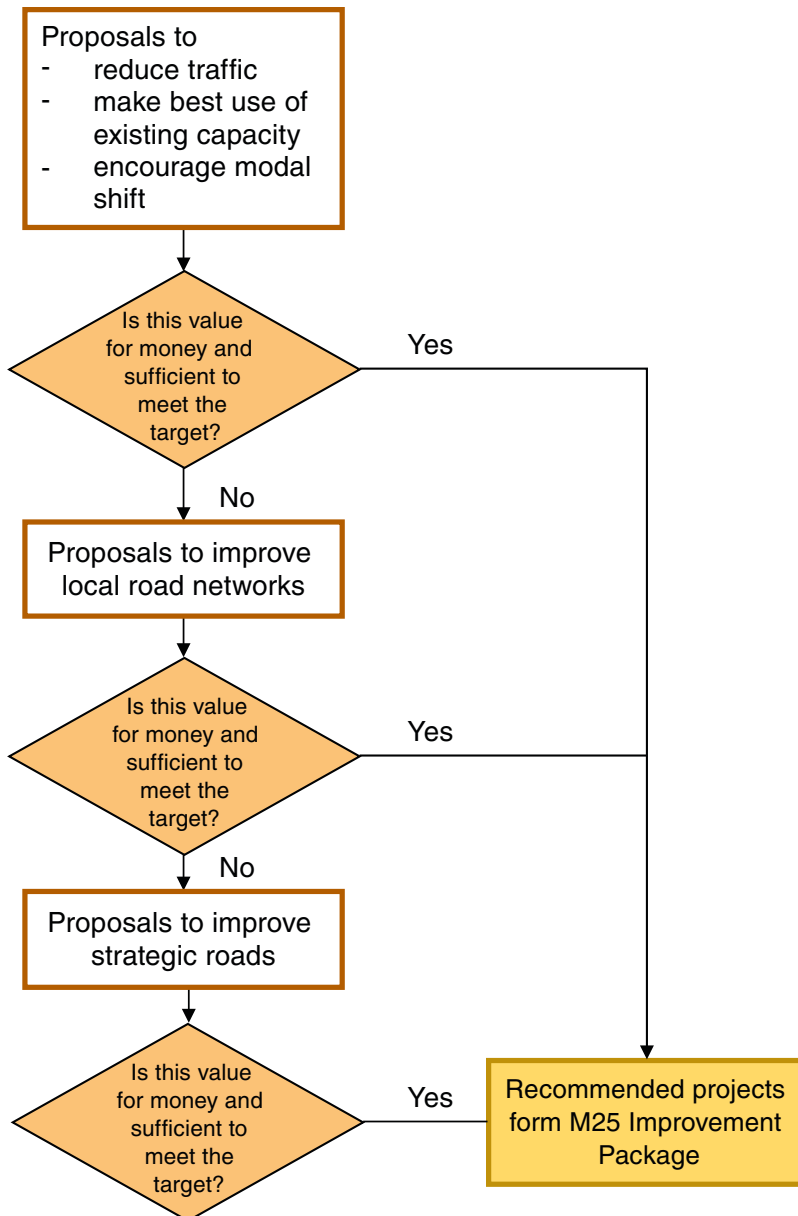 Proposals to
- reduce traffic
- make best use of
existing capacity
- encourage modal
shift
Is this value
for money and
sufficient to
meet the
target?
Yes
No
Proposals to improve
local road networks
Is this value
for money and
sufficient to
meet the
target?
Yes
No
Proposals to improve
strategic roads
Is this value
for money and
sufficient to
meet the
target?
Yes
Recommended projects
form M25 Improvement
Package